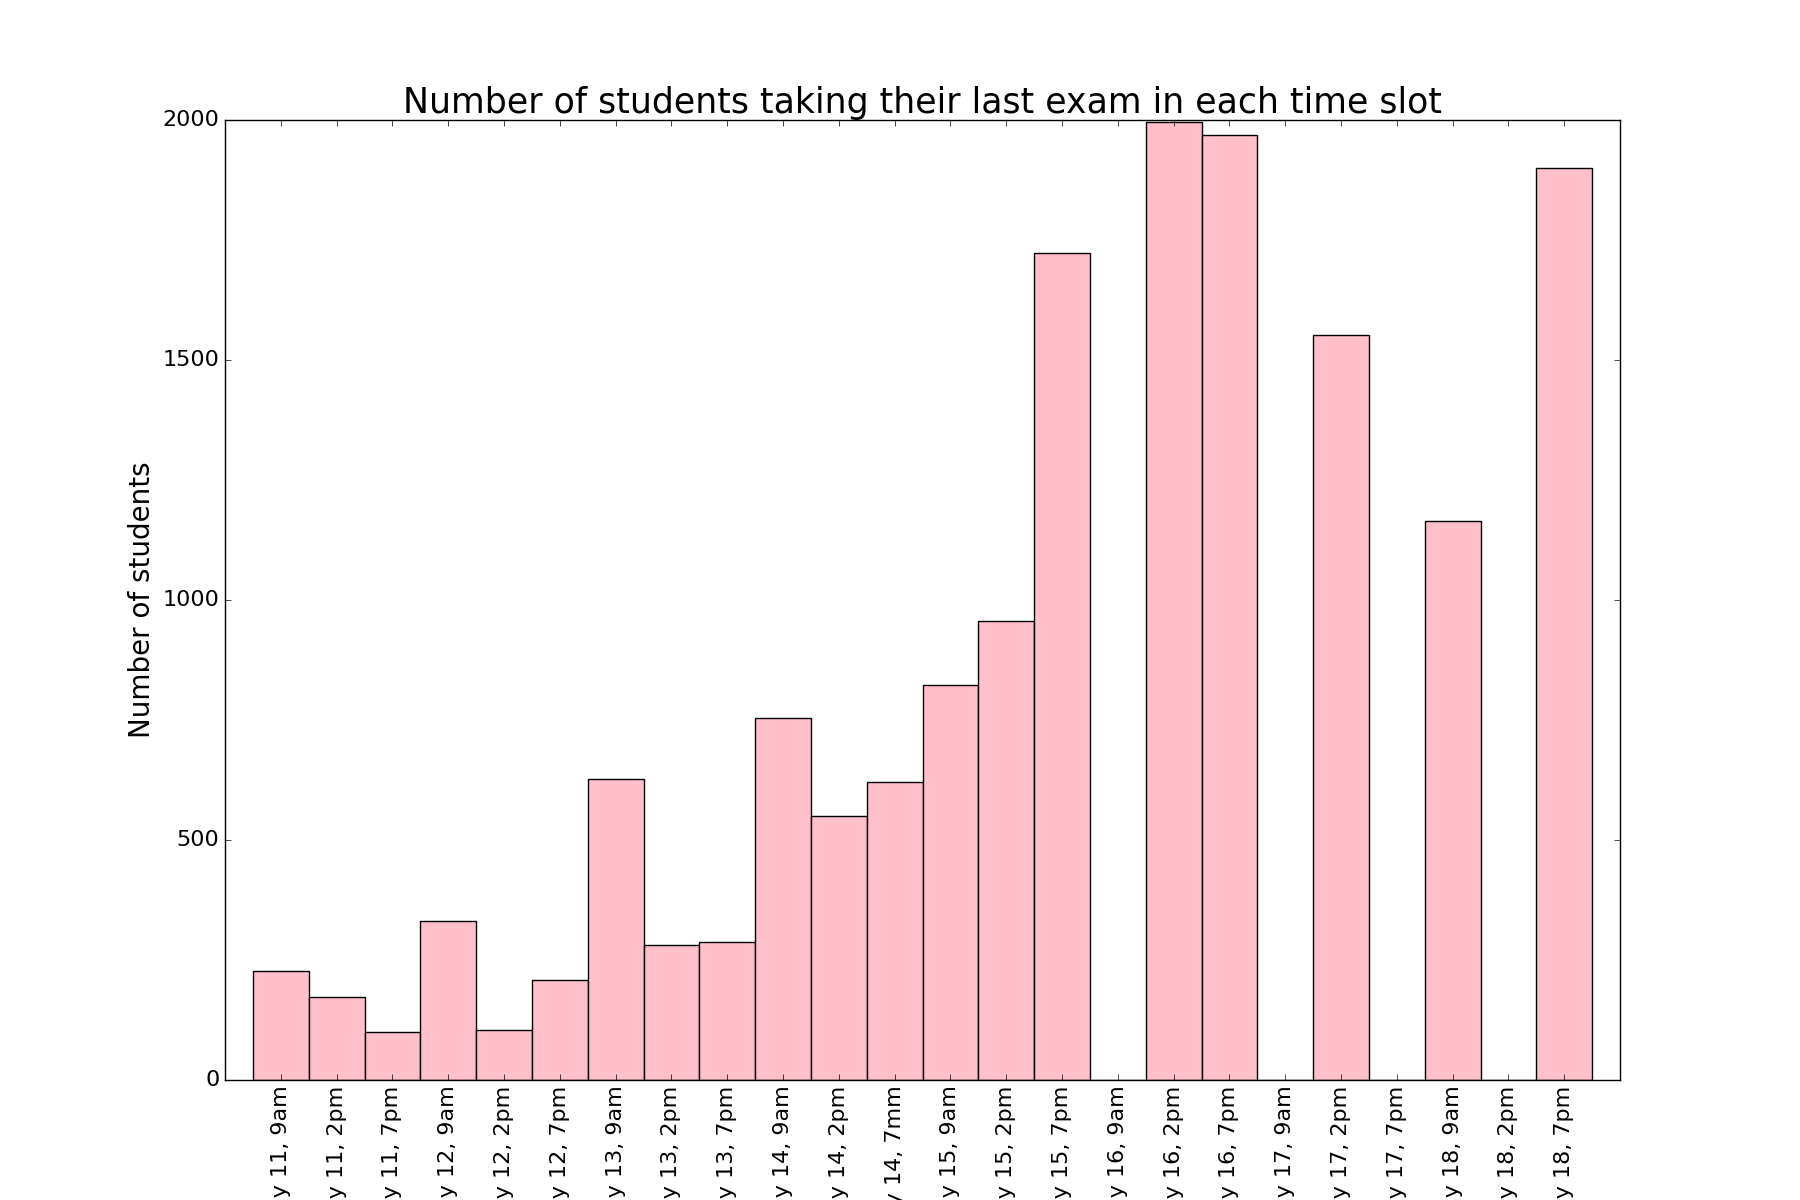 Number of students taking their last exam in each time slot
Number of students
2000
1500
1000
500
0
y 11, 9am
y 11, 2pm
y 11, 7pm
y 12, 9am
y 12, 2pm
y 12, 7pm
y 13, 9am
y 13, 2pm
y 13, 7pm
y 14, 9am
y 14, 2pm
y 14, 7mm
y 15, 9am
y 15, 2pm
y 15, 7pm
y 16, 9am
y 16, 2pm
y 16, 7pm
y 17, 9am
y 17, 2pm
y 17, 7pm
y 18, 9am
y 18, 2pm
y 18, 7pm